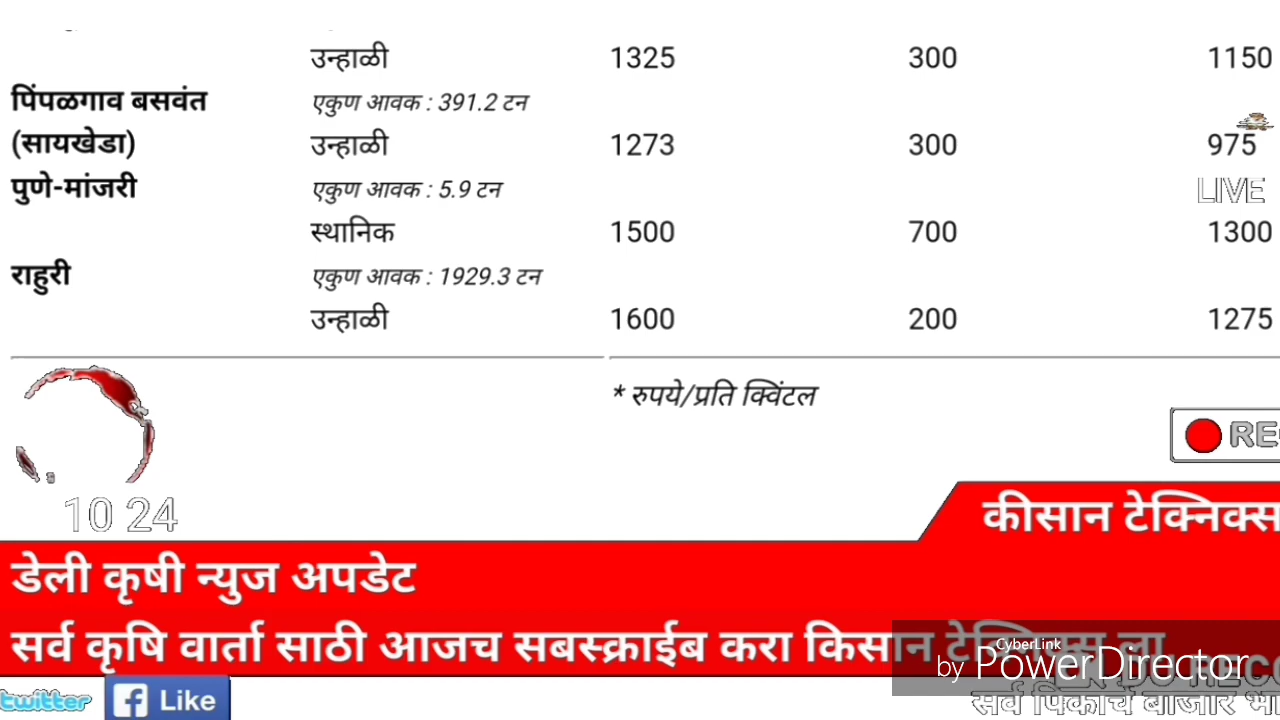 उन्हाळी 1325 300 1150
पिंपळगाव बसवंत एकुण आवक : 391.2 टन
(सायखेडा) उन्हाळी 1273 300 975
पुणे-मांजरी एकुण आवक : 5.9 टन
LIVE
स्थानिक 1500 700 1300
राहुरी एकुण आवक : 1929.3 टन
उन्हाळी 1600 200 1275
* रुपये/प्रति क्विंटल
10 24
कीसान टेक्निक्स
डेली कृषी न्युज अपडेट
सर्व कृषि वार्ता साठी आजच सबस्क्राईब करा किसान टेक्निक्स ला
CyberLink
by PowerDirector
twitter Like
सर्व पिकांचे बाजार